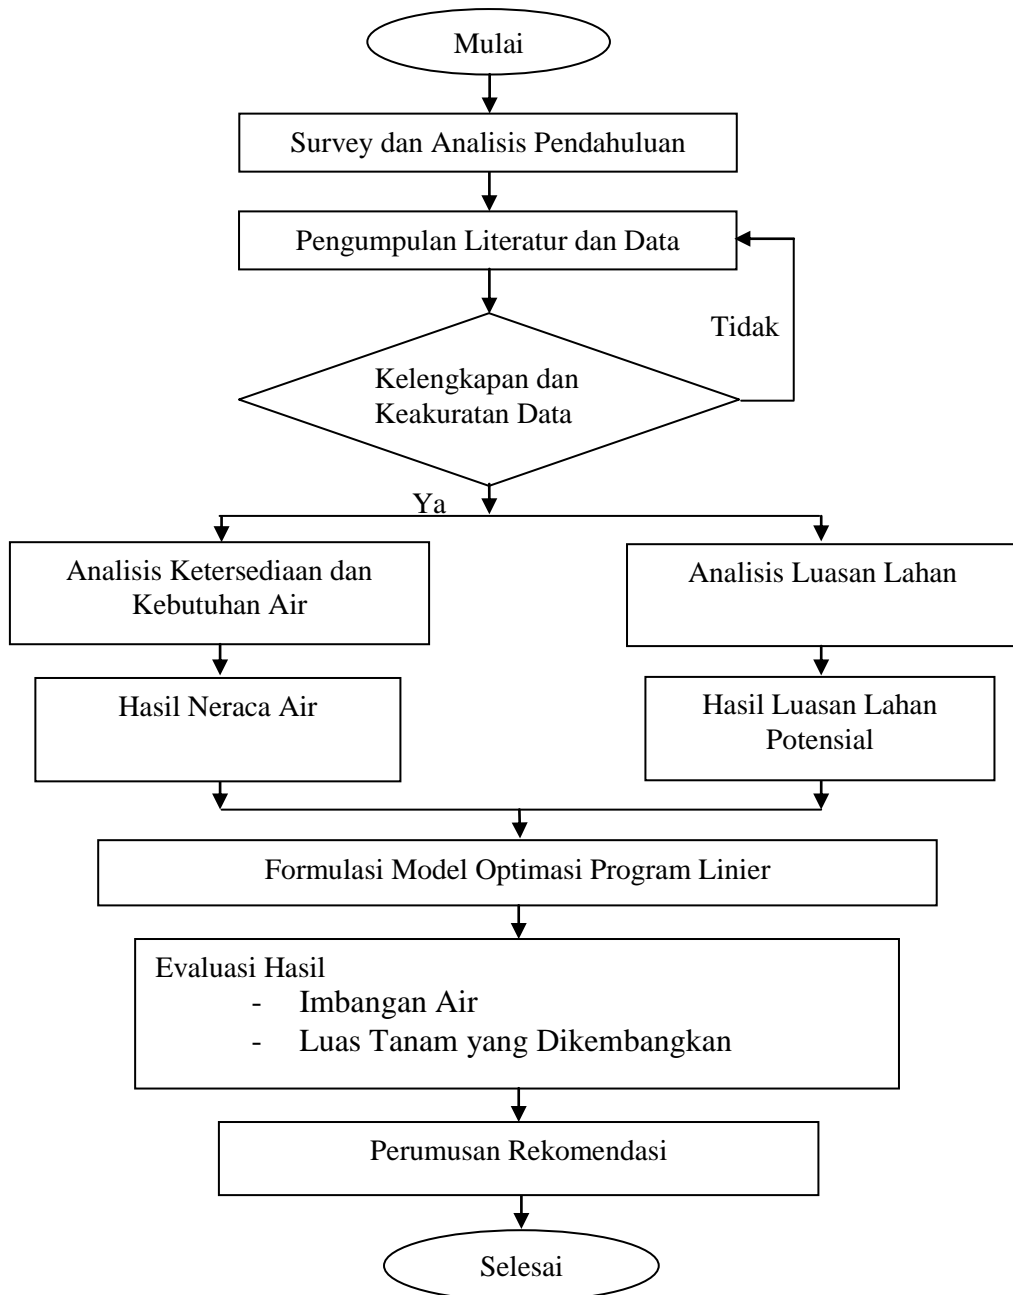 Mulai
Survey dan Analisis Pendahuluan
Pengumpulan Literatur dan Data
Tidak
Kelengkapan dan
Keakuratan Data
Ya
Analisis Ketersediaan dan
Kebutuhan Air
Analisis Luasan Lahan
Hasil Neraca Air
Hasil Luasan Lahan
Potensial
Formulasi Model Optimasi Program Linier
Evaluasi Hasil
- Imbangan Air
- Luas Tanam yang Dikembangkan
Perumusan Rekomendasi
Selesai